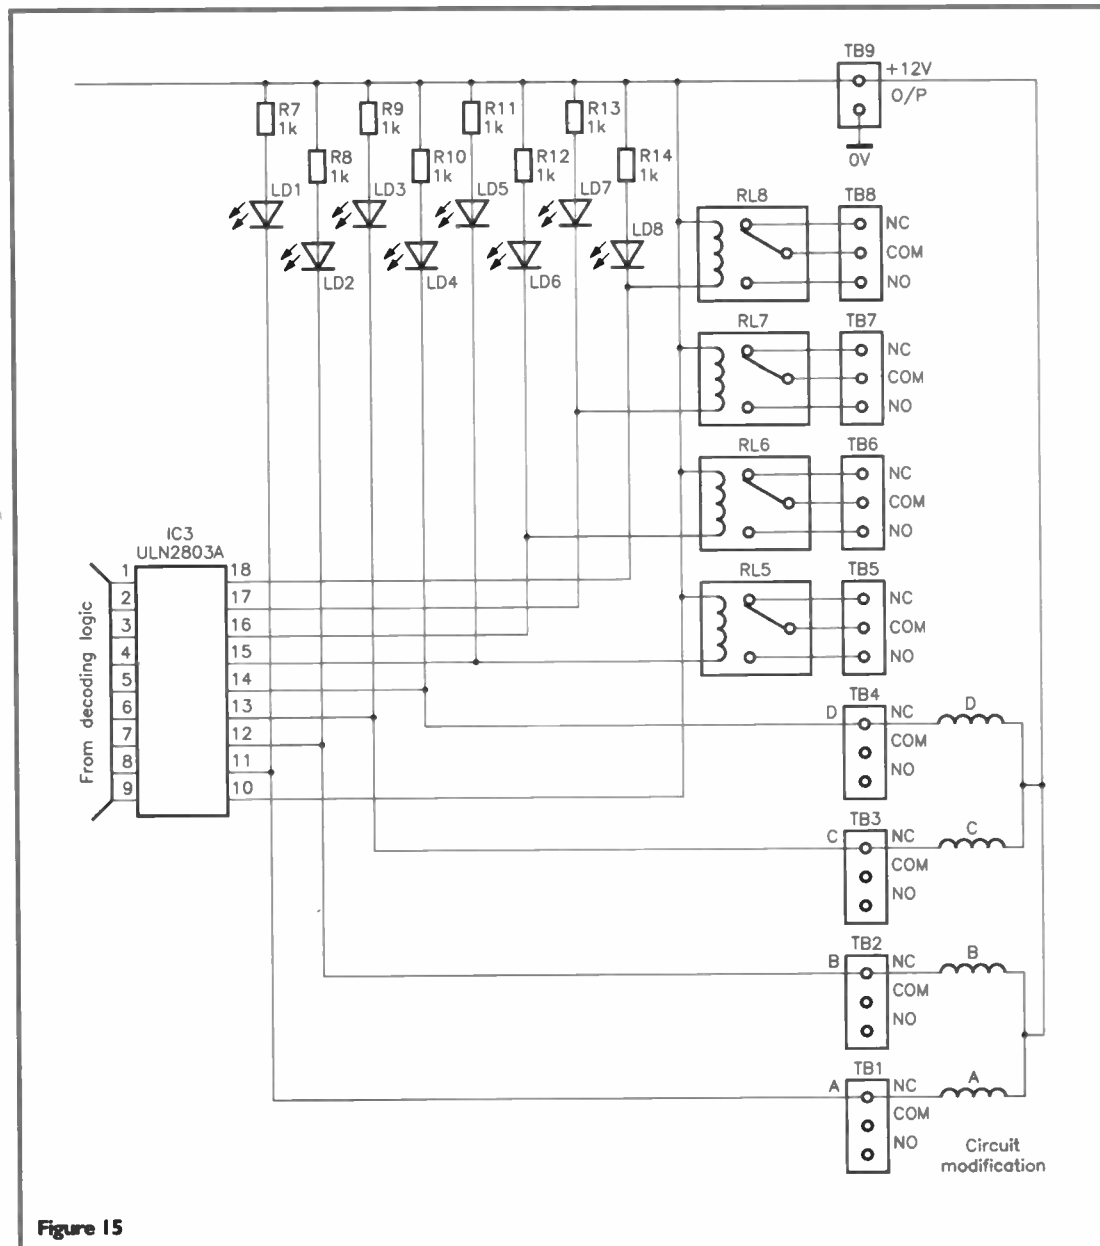 TB9
+12V
O/P
0V
R7
1k
R8
1k
R9
1k
R10
1k
R11
1k
R12
1k
R13
1k
R14
1k
LD1
LD2
LD3
LD4
LD5
LD6
LD7
LD8
RL8
TB8
NC
COM
NO
RL7
TB7
NC
COM
NO
RL6
TB6
NC
COM
NO
RL5
TB5
NC
COM
NO
IC3
ULN2803A
From decoding logic
1
2
3
4
5
6
7
8
9
18
17
16
15
14
13
12
11
10
TB4
D
NC
COM
NO
D
TB3
C
NC
COM
NO
C
TB2
B
NC
COM
NO
B
TB1
A
NC
COM
NO
A
Circuit
modification
Figure 15